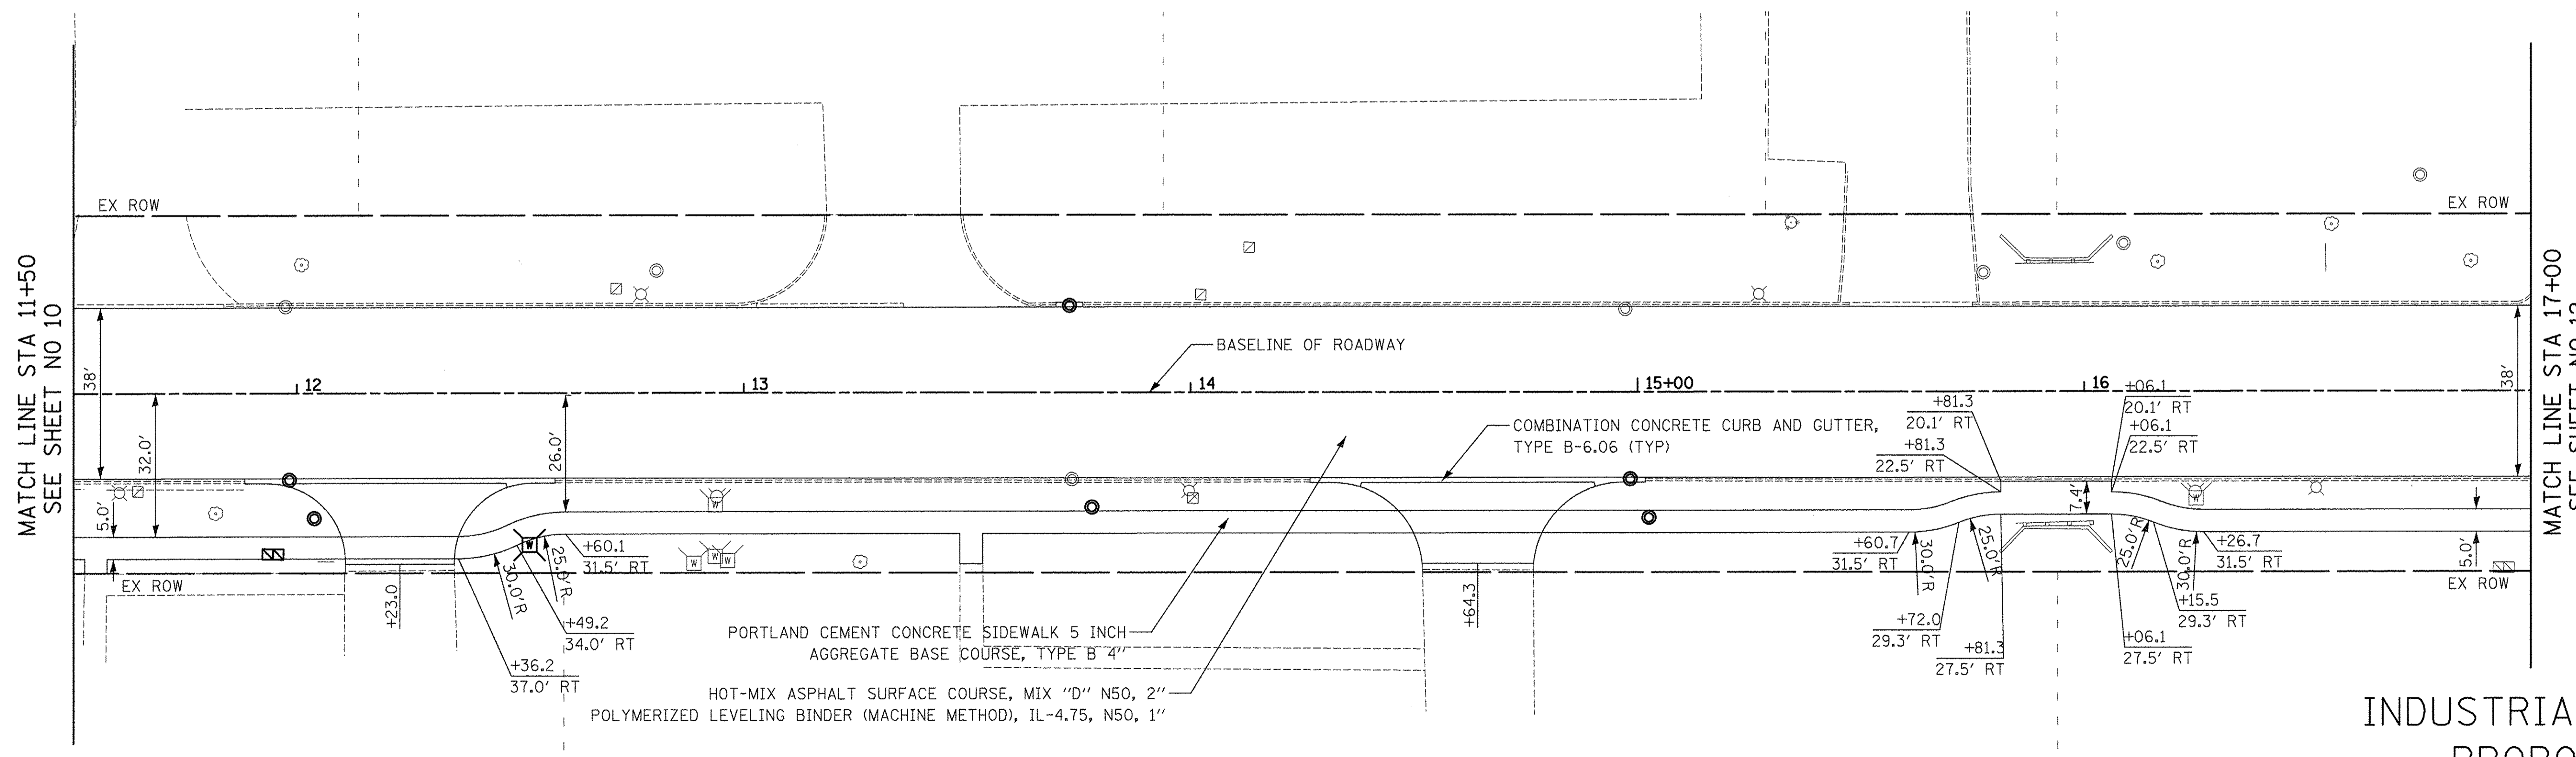 MATCH LINE STA 11+50
SEE SHEET NO 10
EX ROW
EX ROW
38'
32.0'
5.0'
12
13
14
15+00
16
26.0'
BASELINE OF ROADWAY
COMBINATION CONCRETE CURB AND GUTTER,
TYPE B-6.06 (TYP)
+81.3
20.1' RT
+81.3
22.5' RT
+06.1
20.1' RT
+06.1
22.5' RT
38'
7.4'
W
W
W
W
W
W
EX ROW
+23.0
30.0'R
25.0'R
+60.1
31.5' RT
+49.2
34.0' RT
+36.2
37.0' RT
PORTLAND CEMENT CONCRETE SIDEWALK 5 INCH
AGGREGATE BASE COURSE, TYPE B 4"
HOT-MIX ASPHALT SURFACE COURSE, MIX "D" N50, 2"
POLYMERIZED LEVELING BINDER (MACHINE METHOD), IL-4.75, N50, 1"
+64.3
+60.7
31.5' RT
30.0'R
25.0'R
+72.0
29.3' RT
+81.3
27.5' RT
25.0'R
30.0'R
+26.7
31.5' RT
+15.5
29.3' RT
+06.1
27.5' RT
5.0'
EX ROW
MATCH LINE STA 17+00
INDUSTRIA